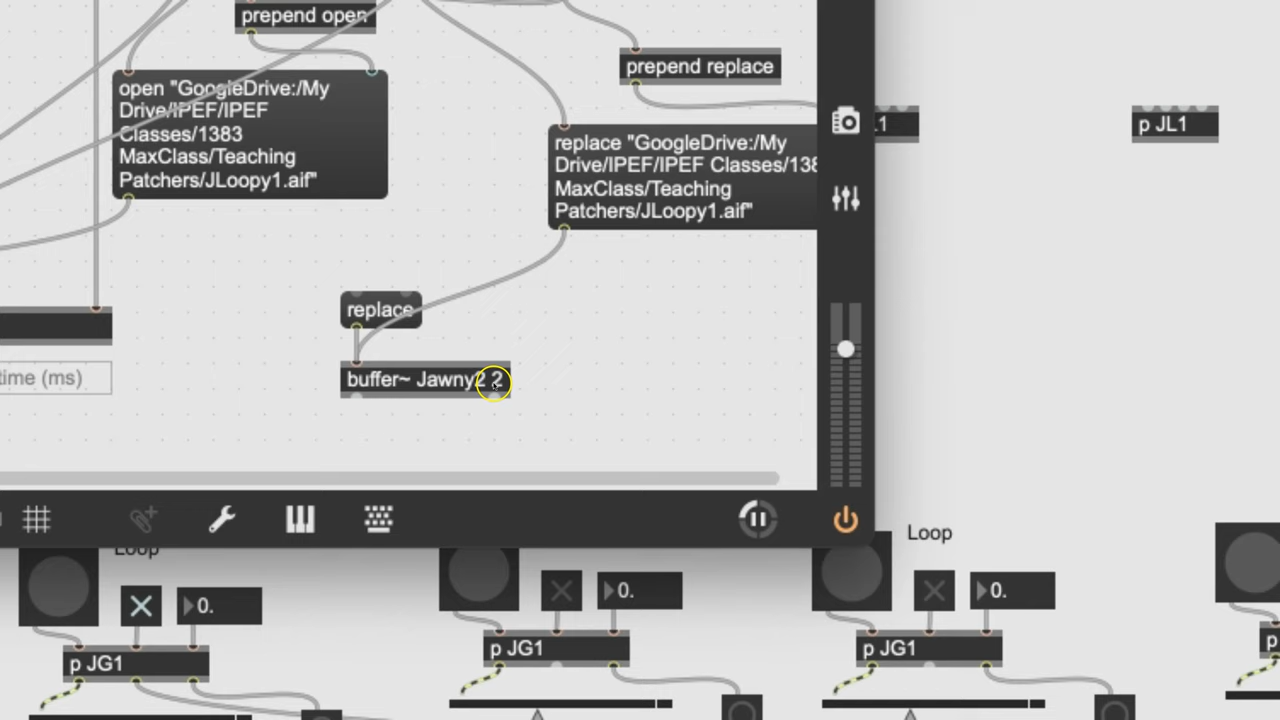 prepend open
open "GoogleDrive:/My
Drive/IPEF/IPEF
Classes/1383
MaxClass/Teaching
Patchers/JLoopy1.aif"
prepend replace
replace "GoogleDrive:/My
Drive/IPEF/IPEF Classes/138
MaxClass/Teaching
Patchers/JLoopy1.aif"
p JL1
replace
time (ms)
buffer~ Jawny2 2
Loop
Loop
0.
0.
0.
p JG1
p JG1
p JG1
p